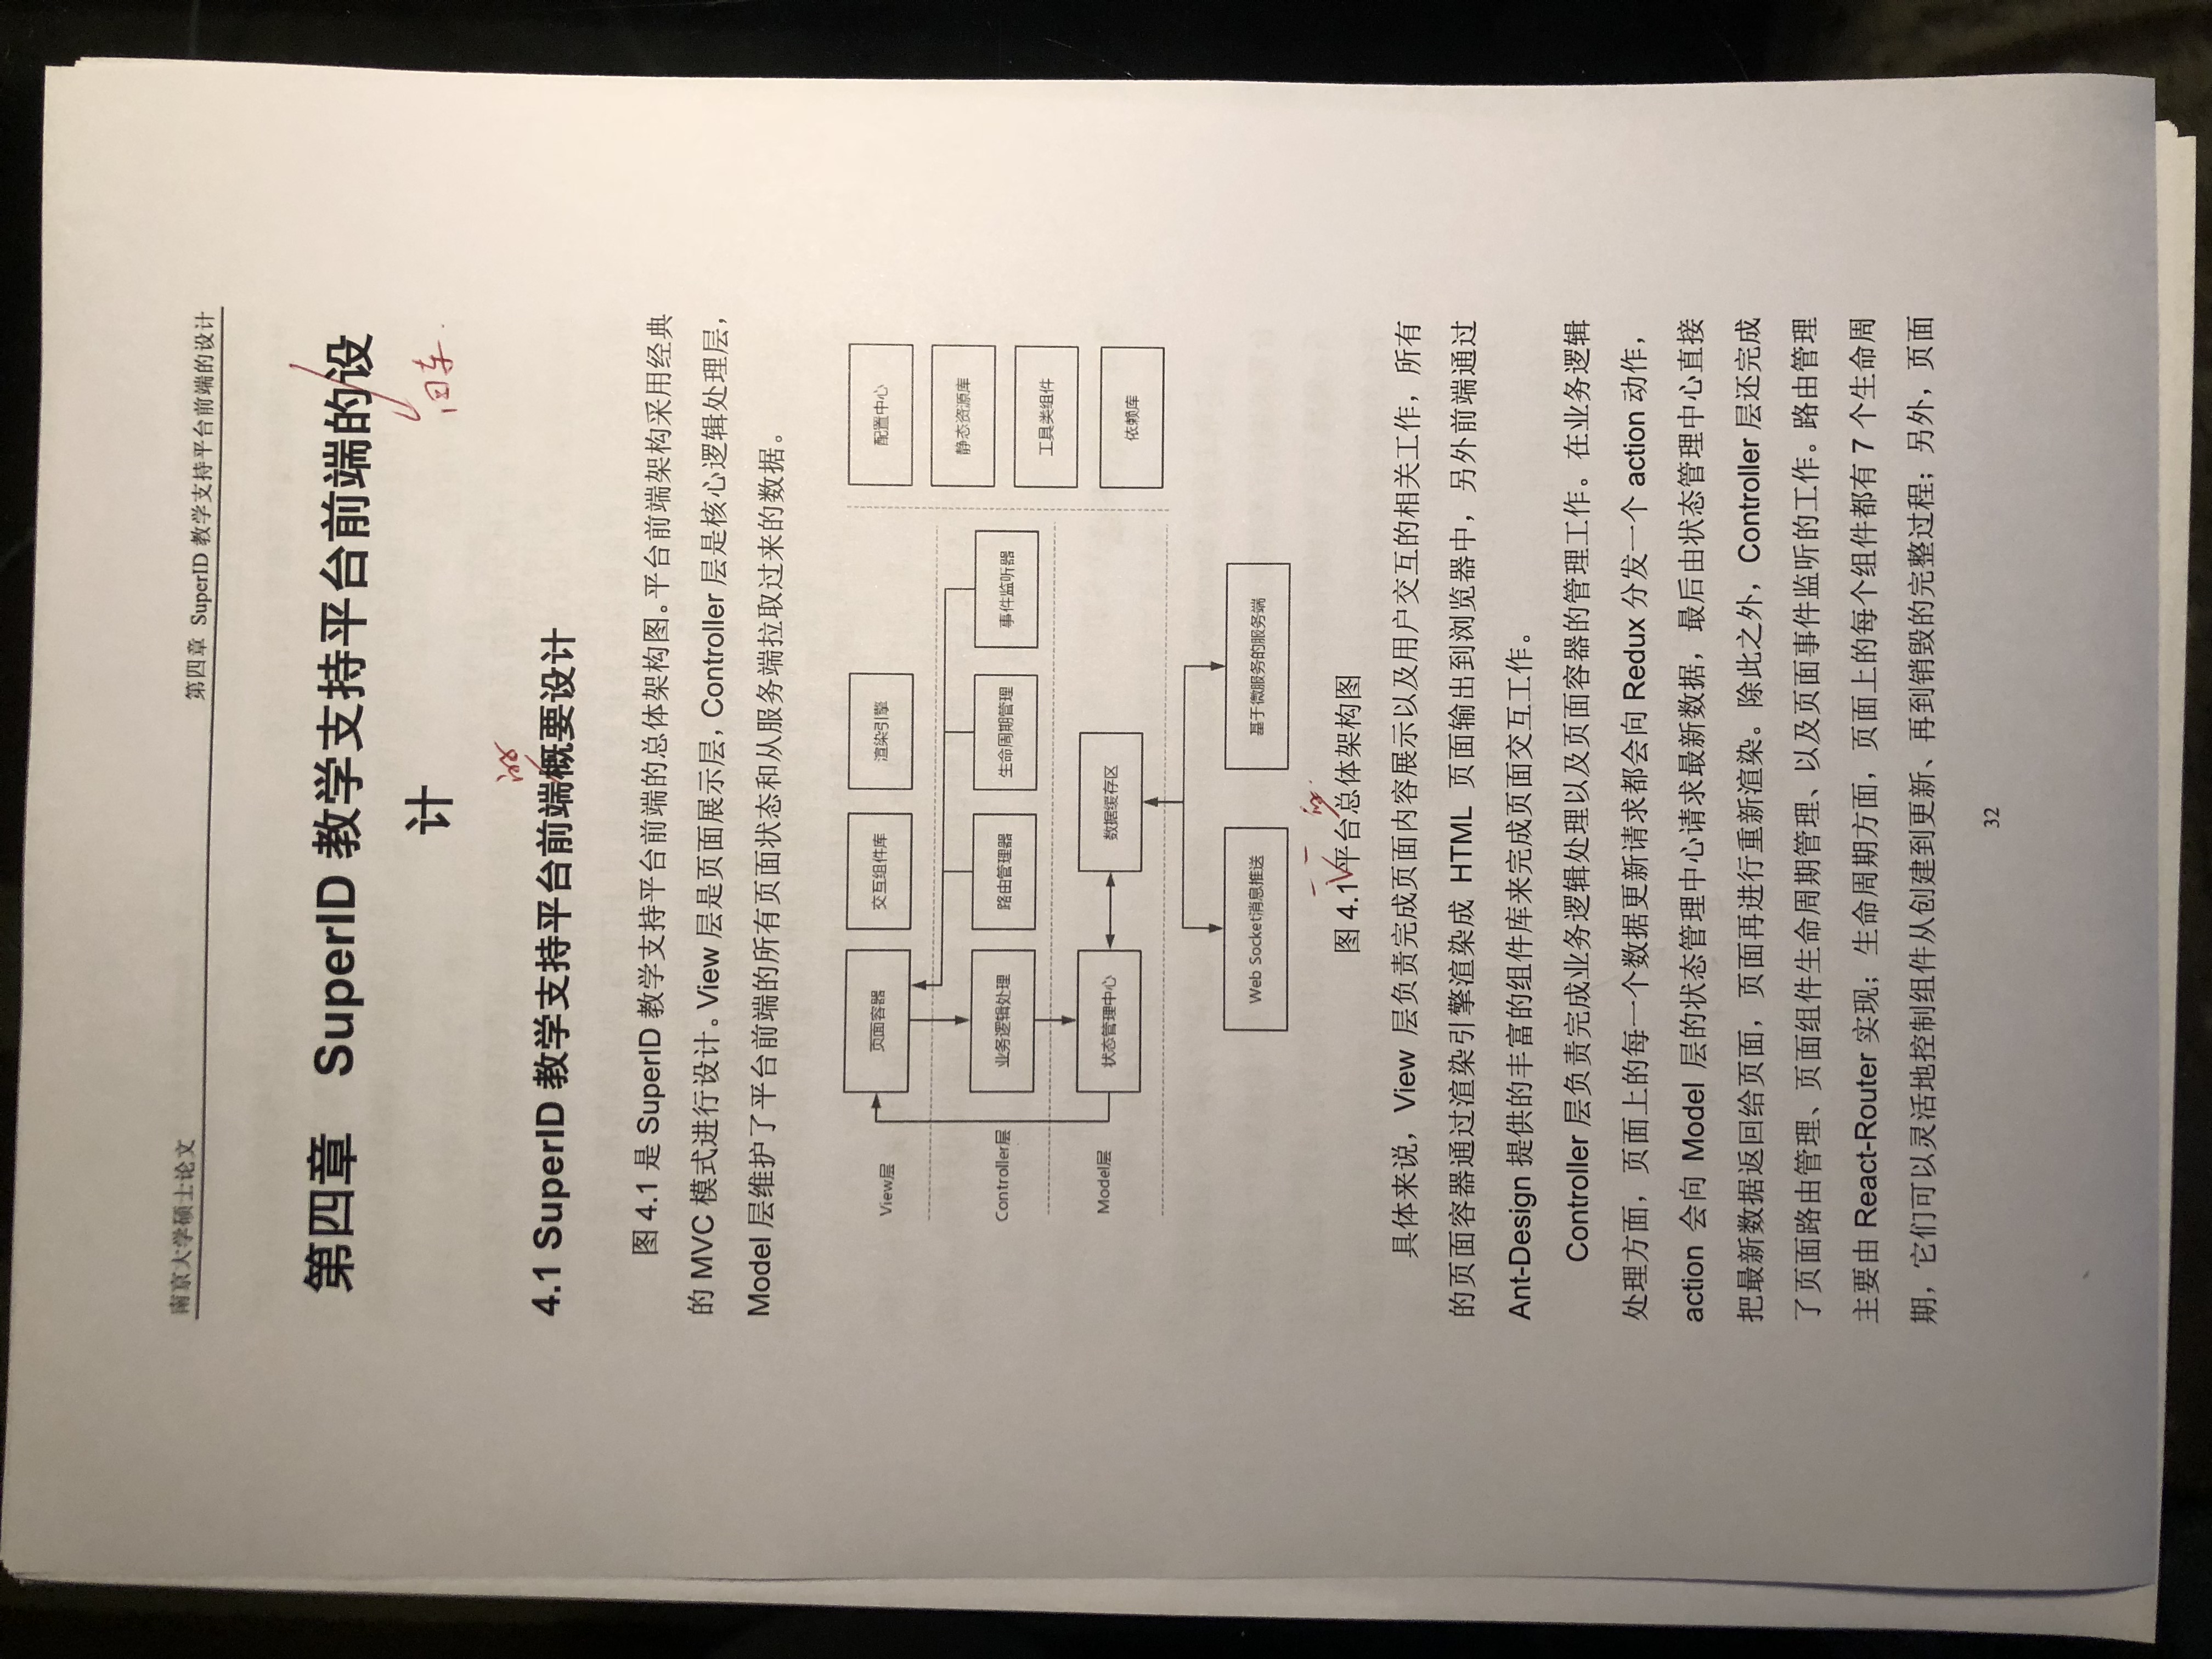 南京大学硕士论文
第四章 SuperID 教学支持平台前端的设计
第四章 SuperID 教学支持平台前端的设
计
回车.
的
4.1 SuperID 教学支持平台前端概要设计
图 4.1 是 SuperID 教学支持平台前端的总体架构图。平台前端架构采用经典
的 MVC 模式进行设计。View 层是页面展示层，Controller 层是核心逻辑处理层，
Model 层维护了平台前端的所有页面状态和从服务端拉取过来的数据。
View层
页面容器
交互组件库
渲染引擎
配置中心
静态资源库
Controller层
业务逻辑处理
路由管理器
生命周期管理
事件监听器
工具类组件
Model层
状态管理中心
数据缓存区
依赖库
Web Socket消息推送
基于微服务的服务端
的
图 4.1 平台总体架构图
具体来说，View 层负责完成页面内容展示以及用户交互的相关工作，所有
的页面容器通过渲染引擎渲染成 HTML 页面输出到浏览器中，另外前端通过
Ant-Design 提供的丰富的组件库来完成页面交互工作。
Controller 层负责完成业务逻辑处理以及页面容器的管理工作。在业务逻辑
处理方面，页面上的每一个数据更新请求都会向 Redux 分发一个 action 动作，
action 会向 Model 层的状态管理中心请求最新数据，最后由状态管理中心直接
把最新数据返回给页面，页面再进行重新渲染。除此之外，Controller 层还完成
了页面路由管理、页面组件生命周期管理、以及页面事件监听的工作。路由管理
主要由 React-Router 实现；生命周期方面，页面上的每个组件都有 7 个生命周
期，它们可以灵活地控制组件从创建到更新、再到销毁的完整过程；另外，页面
32